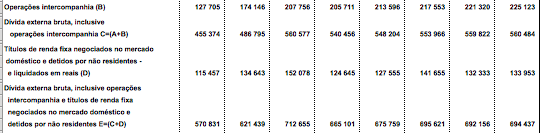 Operações intercompanhia (B) 127 705 174 146 207 756 205 711 213 596 217 553 221 320 225 123
Dívida externa bruta, inclusive
operações intercompanhia C=(A+B) 455 374 486 795 560 577 540 456 548 204 553 966 559 822 560 484
Títulos de renda fixa negociados no mercado
doméstico e detidos por não residentes -
e liquidados em reais (D) 115 457 134 643 152 078 124 645 127 555 141 655 132 333 133 953
Dívida externa bruta, inclusive operações
intercompanhia e títulos de renda fixa
negociados no mercado doméstico e
detidos por não residentes E=(C+D) 570 831 621 439 712 655 665 101 675 759 695 621 692 156 694 437